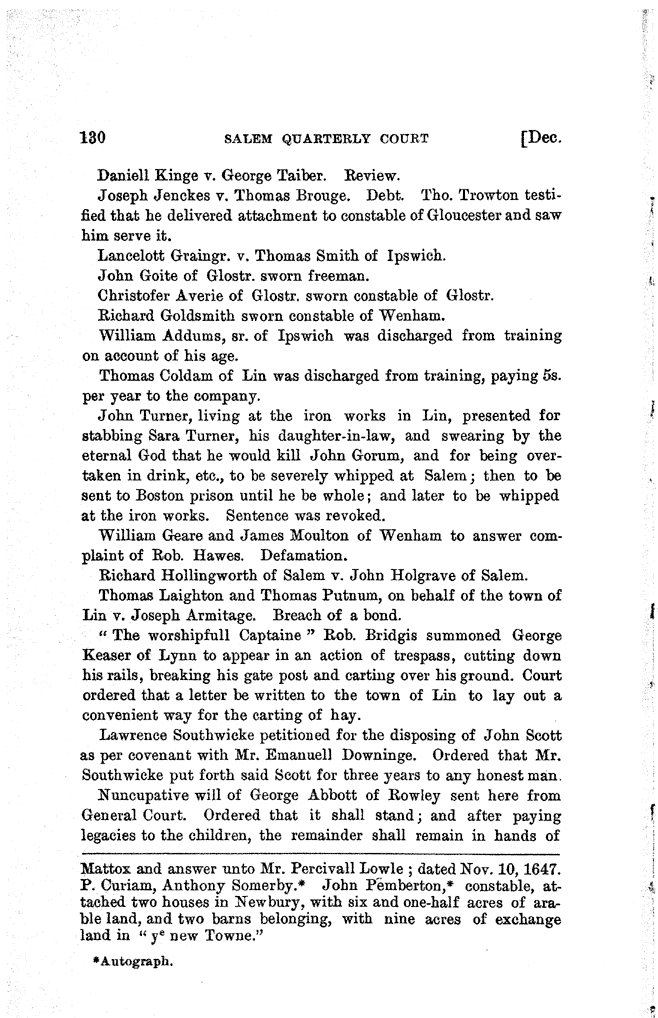 130 SALEM QUARTERLY COURT [Dec.
Daniell Kinge v. George Taiber. Review.
Joseph Jenckes v. Thomas Brouge. Debt. Tho. Trowton testi-
fied that he delivered attachment to constable of Gloucester and saw
him serve it.
Lancelott Graingr. v. Thomas Smith of Ipswich.
John Goite of Glostr. sworn freeman.
Christofer Averie of Glostr. sworn constable of Glostr.
Richard Goldsmith sworn constable of Wenham.
William Addums, sr. of Ipswich was discharged from training
on account of his age.
Thomas Coldam of Lin was discharged from training, paying 5s.
per year to the company.
John Turner, living at the iron works in Lin, presented for
stabbing Sara Turner, his daughter-in-law, and swearing by the
eternal God that he would kill John Gorum, and for being over-
taken in drink, etc., to be severely whipped at Salem; then to be
sent to Boston prison until he be whole; and later to be whipped
at the iron works. Sentence was revoked.
William Geare and James Moulton of Wenham to answer com-
plaint of Rob. Hawes. Defamation.
Richard Hollingworth of Salem v. John Holgrave of Salem.
Thomas Laighton and Thomas Putnum, on behalf of the town of
Lin v. Joseph Armitage. Breach of a bond.
" The worshipfull Captaine " Rob. Bridgis summoned George
Keaser of Lynn to appear in an action of trespass, cutting down
his rails, breaking his gate post and carting over his ground. Court
ordered that a letter be written to the town of Lin to lay out a
convenient way for the carting of hay.
Lawrence Southwicke petitioned for the disposing of John Scott
as per covenant with Mr. Emanuell Downinge. Ordered that Mr.
Southwicke put forth said Scott for three years to any honest man.
Nuncupative will of George Abbott of Rowley sent here from
General Court. Ordered that it shall stand; and after paying
legacies to the children, the remainder shall remain in hands of
Mattox and answer unto Mr. Percivall Lowle ; dated Nov. 10, 1647.
P. Curiam, Anthony Somerby.* John Pēmberton,* constable, at-
tached two houses in Newbury, with six and one-half acres of ara-
ble land, and two barns belonging, with nine acres of exchange
land in " yᵉ new Towne."
*Autograph.